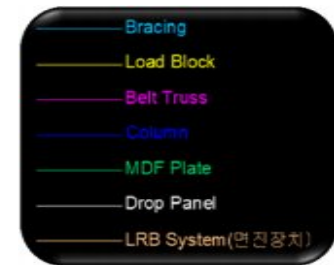 Bracing
Load Block
Belt Truss
Column
MDF Plate
Drop Panel
LRB System(면진장치)